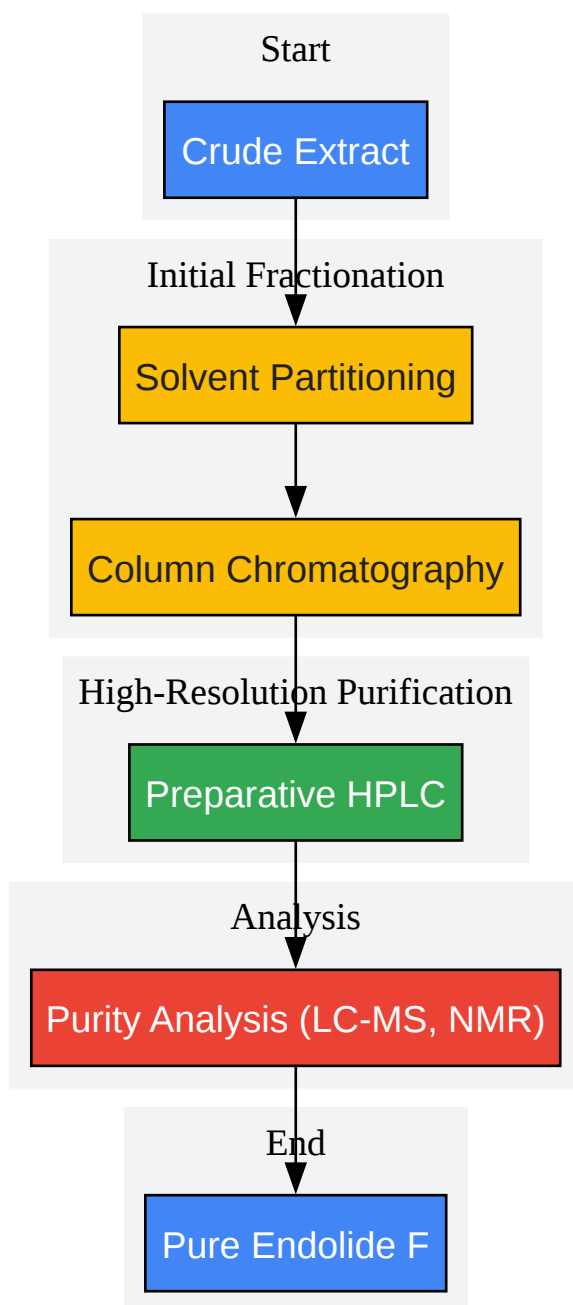 Start
Crude Extract
Initial Fractionation
Solvent Partitioning
Column Chromatography
High-Resolution Purification
Preparative HPLC
Analysis
Purity Analysis (LC-MS, NMR)
End
Pure Endolide F